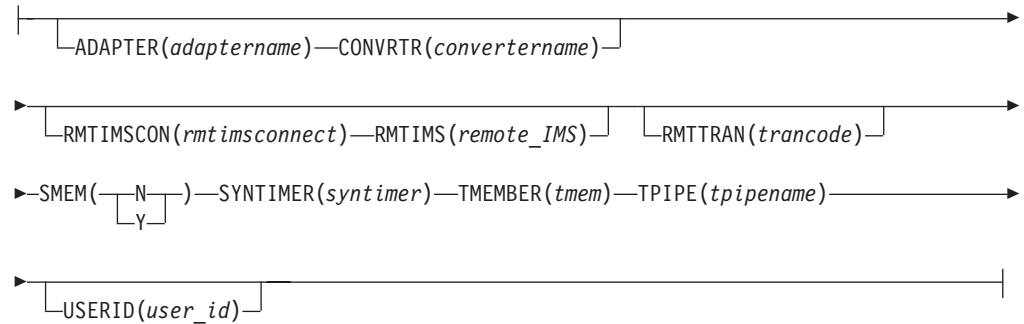 ADAPTER(adaptername) CONVRTR(convertername)
RMTIMSCON(rmtimsconnect) RMTIMS(remote_IMS) RMTTRAN(trancode)
SMEM( N ) SYNTIMER(syntimer) TMEMBER(tmem) TPIPE(tpipename)
Y
USERID(user_id)